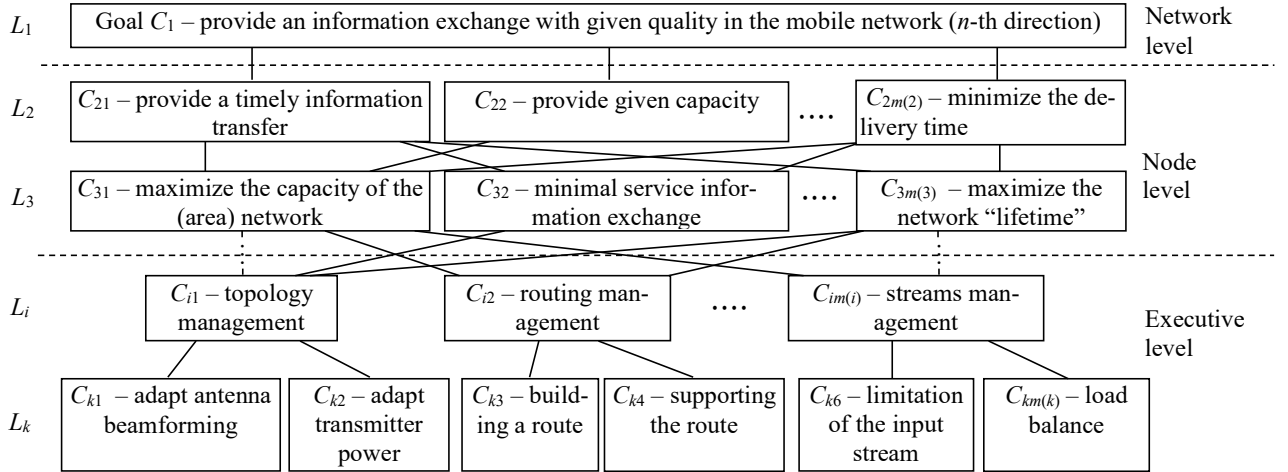 L1
Goal C1 – provide an information exchange with given quality in the mobile network (n-th direction)
Network
level
L2
C21 – provide a timely information
transfer
C22 – provide given capacity
....
C2m(2) – minimize the de-
livery time
Node
level
L3
C31 – maximize the capacity of the
(area) network
C32 – minimal service infor-
mation exchange
....
C3m(3) – maximize the
network “lifetime”
Li
Ci1 – topology
management
Ci2 – routing man-
agement
....
Cim(i) – streams man-
agement
Executive
level
Lk
Ck1 – adapt antenna
beamforming
Ck2 – adapt
transmitter
power
Ck3 – build-
ing a route
Ck4 – supporting
the route
Ck6 – limitation
of the input
stream
Ckm(k) – load
balance